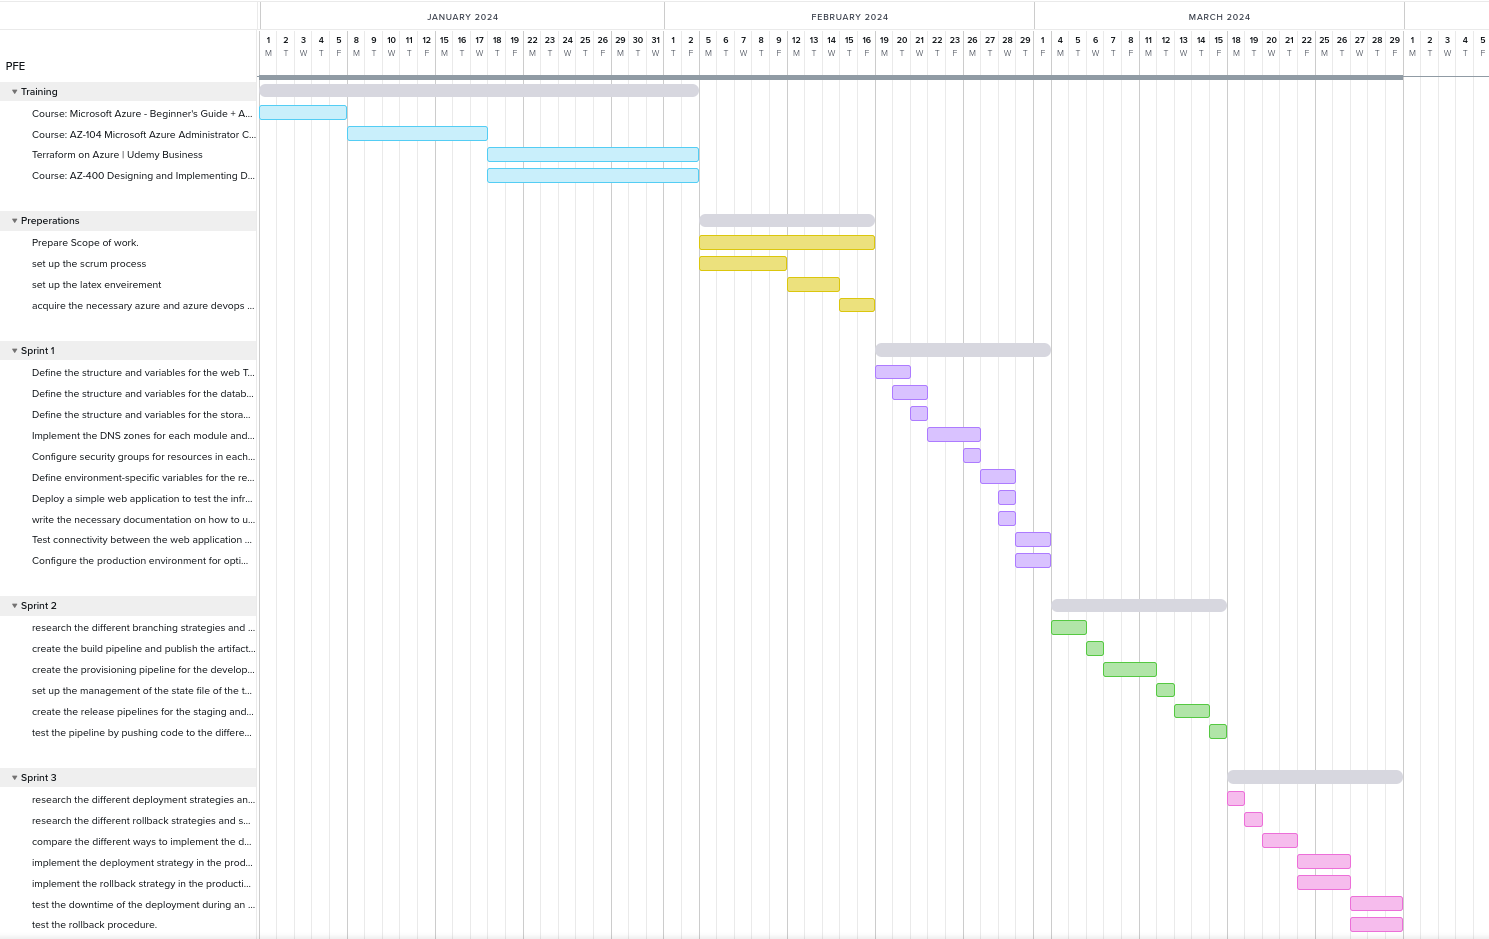 JANUARY 2024 FEBRUARY 2024 MARCH 2024
1 2 3 4 5 8 9 10 11 12 15 16 17 18 19 22 23 24 25 26 29 30 31 1 2 5 6 7 8 9 12 13 14 15 16 19 20 21 22 23 26 27 28 29 1 4 5 6 7 8 11 12 13 14 15 18 19 20 21 22 25 26 27 28 29 1 2 3 4 5
M T W T F M T W T F M T W T F M T W T F M T W T F M T W T F M T W T F M T W T F M T W T F M T W T F M T W T F M T W T F M T W T F M T W T F
PFE
Training
Course: Microsoft Azure - Beginner's Guide + A...
Course: AZ-104 Microsoft Azure Administrator C...
Terraform on Azure | Udemy Business
Course: AZ-400 Designing and Implementing D...
Preperations
Prepare Scope of work.
set up the scrum process
set up the latex enveirement
acquire the necessary azure and azure devops ...
Sprint 1
Define the structure and variables for the web T...
Define the structure and variables for the datab...
Define the structure and variables for the stora...
Implement the DNS zones for each module and...
Configure security groups for resources in each...
Define environment-specific variables for the re...
Deploy a simple web application to test the infr...
write the necessary documentation on how to u...
Test connectivity between the web application ...
Configure the production environment for opti...
Sprint 2
research the different branching strategies and ...
create the build pipeline and publish the artifact...
create the provisioning pipeline for the develop...
set up the management of the state file of the t...
create the release pipelines for the staging and...
test the pipeline by pushing code to the differe...
Sprint 3
research the different deployment strategies an...
research the different rollback strategies and s...
compare the different ways to implement the d...
implement the deployment strategy in the prod...
implement the rollback strategy in the producti...
test the downtime of the deployment during an ...
test the rollback procedure.